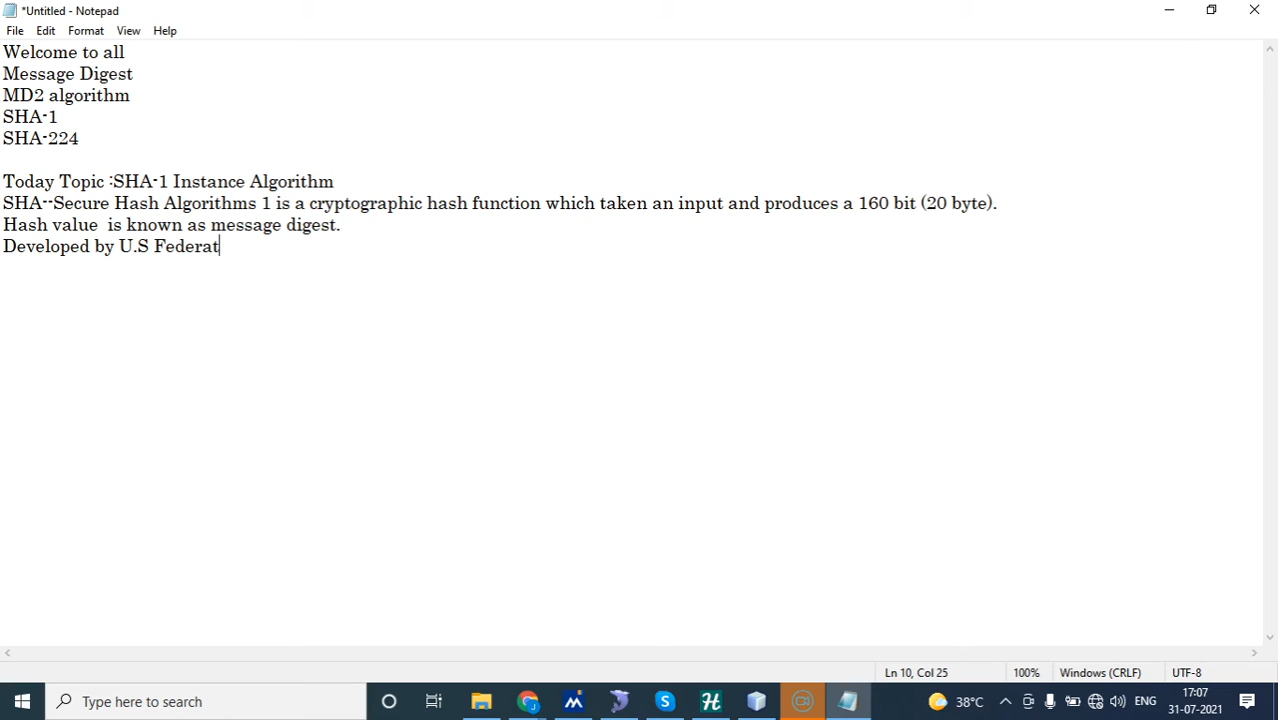 *Untitled - Notepad
File Edit Format View Help
Welcome to all
Message Digest
MD2 algorithm
SHA-1
SHA-224
Today Topic :SHA-1 Instance Algorithm
SHA--Secure Hash Algorithms 1 is a cryptographic hash function which taken an input and produces a 160 bit (20 byte).
Hash value  is known as message digest.
Developed by U.S Federat
Ln 10, Col 25 100% Windows (CRLF) UTF-8
Type here to search 38°C ENG 17:07
31-07-2021